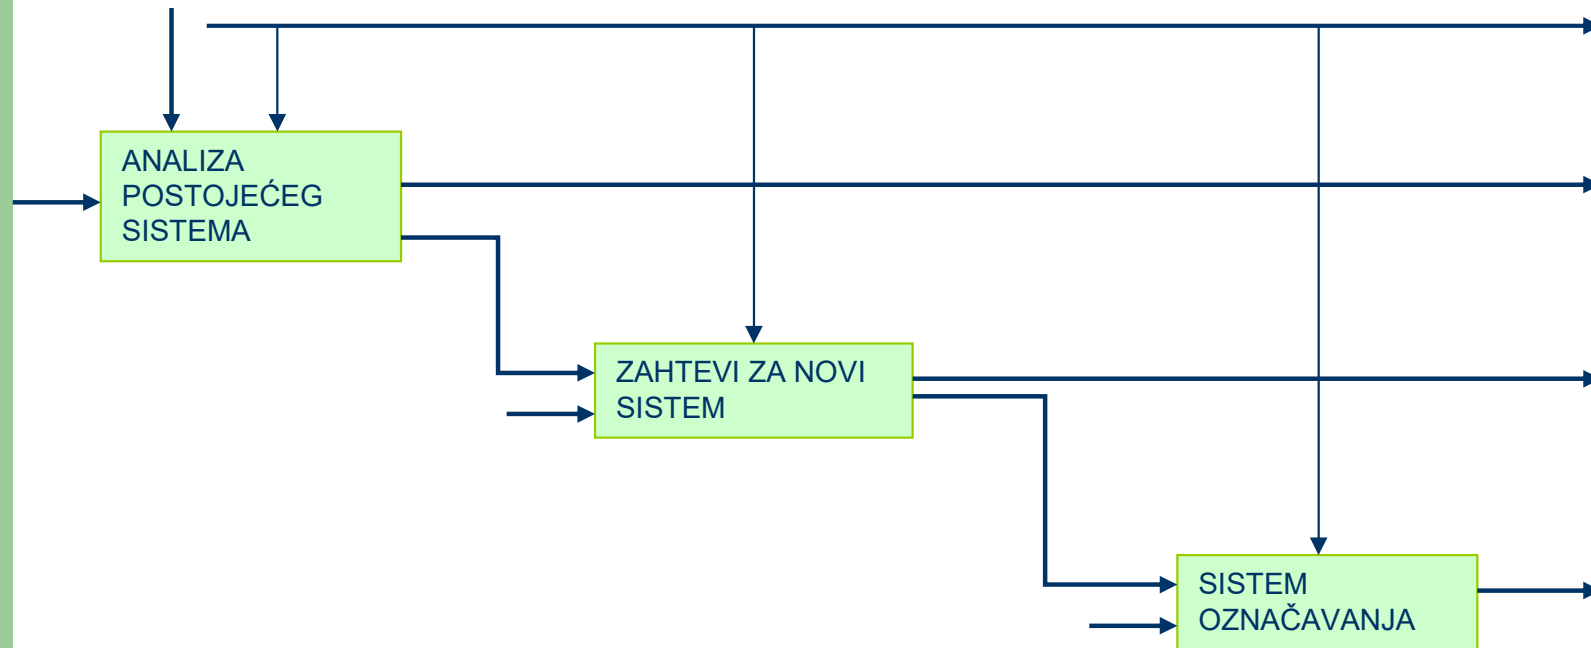 ANALIZA
POSTOJEĆEG
SISTEMA
ZAHTEVI ZA NOVI
SISTEM
SISTEM
OZNAČAVANJA